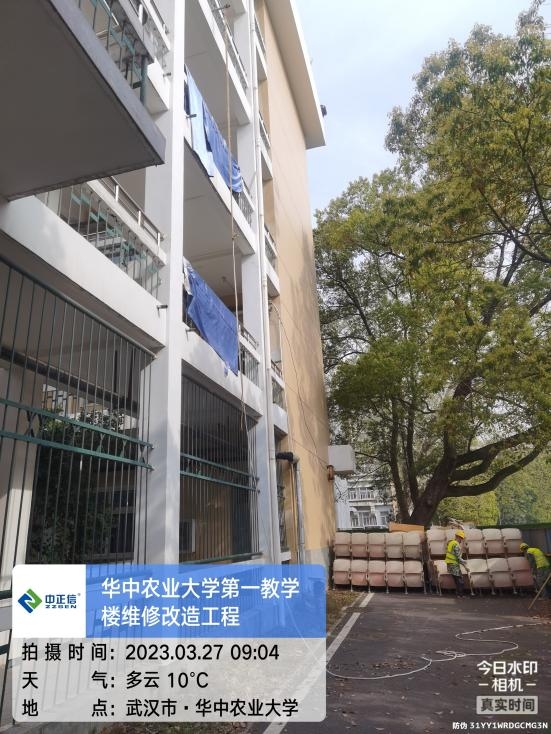 中正信
ZZSEN
华中农业大学第一教学
楼维修改造工程
拍摄时间：2023.03.27 09:04
天气：多云 10°C
地点：武汉市·华中农业大学
今日水印
相机
真实时间
防伪 31YY1WRDGCMG3N